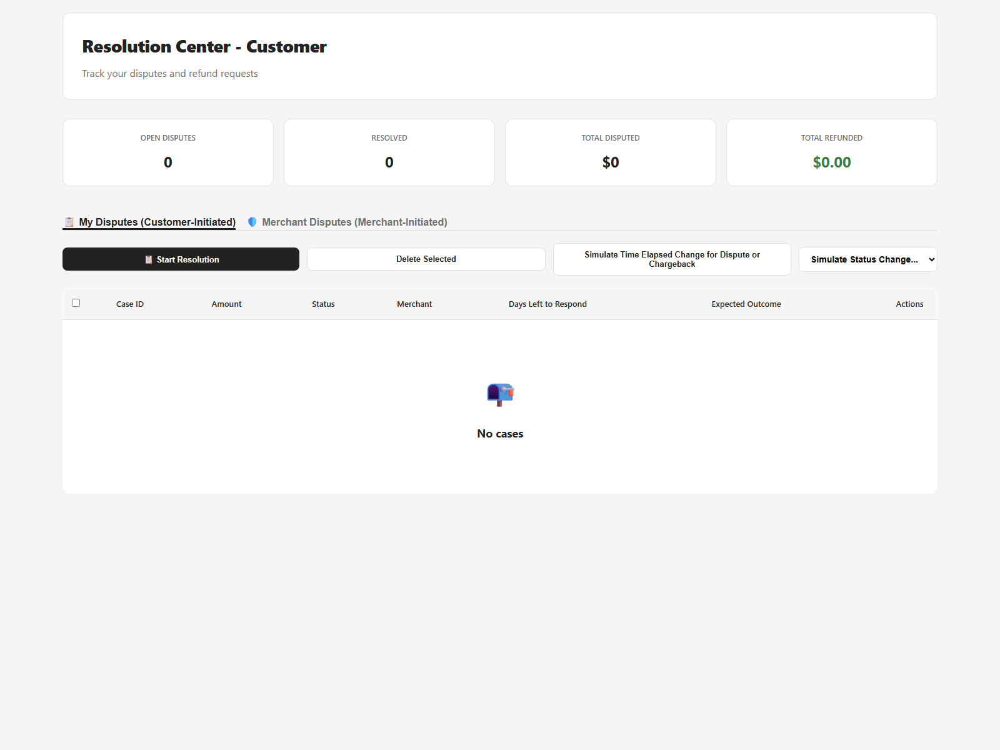 Resolution Center - Customer
Track your disputes and refund requests
OPEN DISPUTES
0
RESOLVED
0
TOTAL DISPUTED
$0
TOTAL REFUNDED
$0.00
My Disputes (Customer-Initiated)
Merchant Disputes (Merchant-Initiated)
Start Resolution
Delete Selected
Simulate Time Elapsed Change for Dispute or
Chargeback
Simulate Status Change...
Case ID
Amount
Status
Merchant
Days Left to Respond
Expected Outcome
Actions
No cases